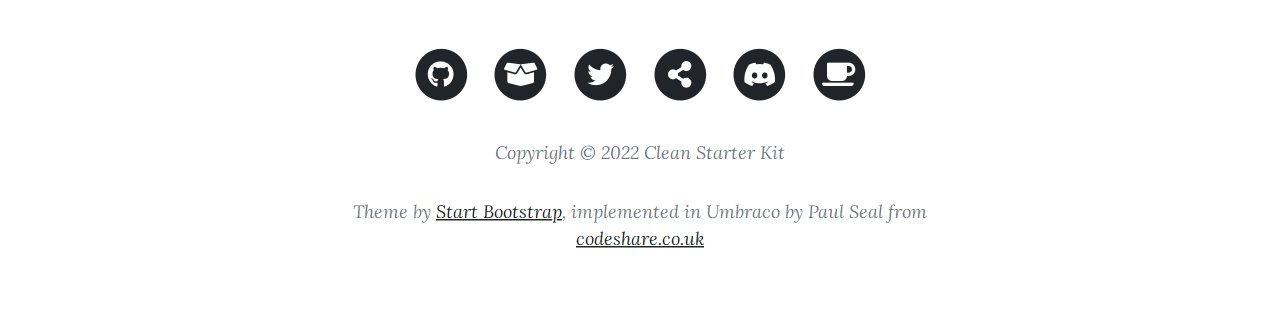 Copyright © 2022 Clean Starter Kit
Theme by Start Bootstrap, implemented in Umbraco by Paul Seal from
codeshare.co.uk